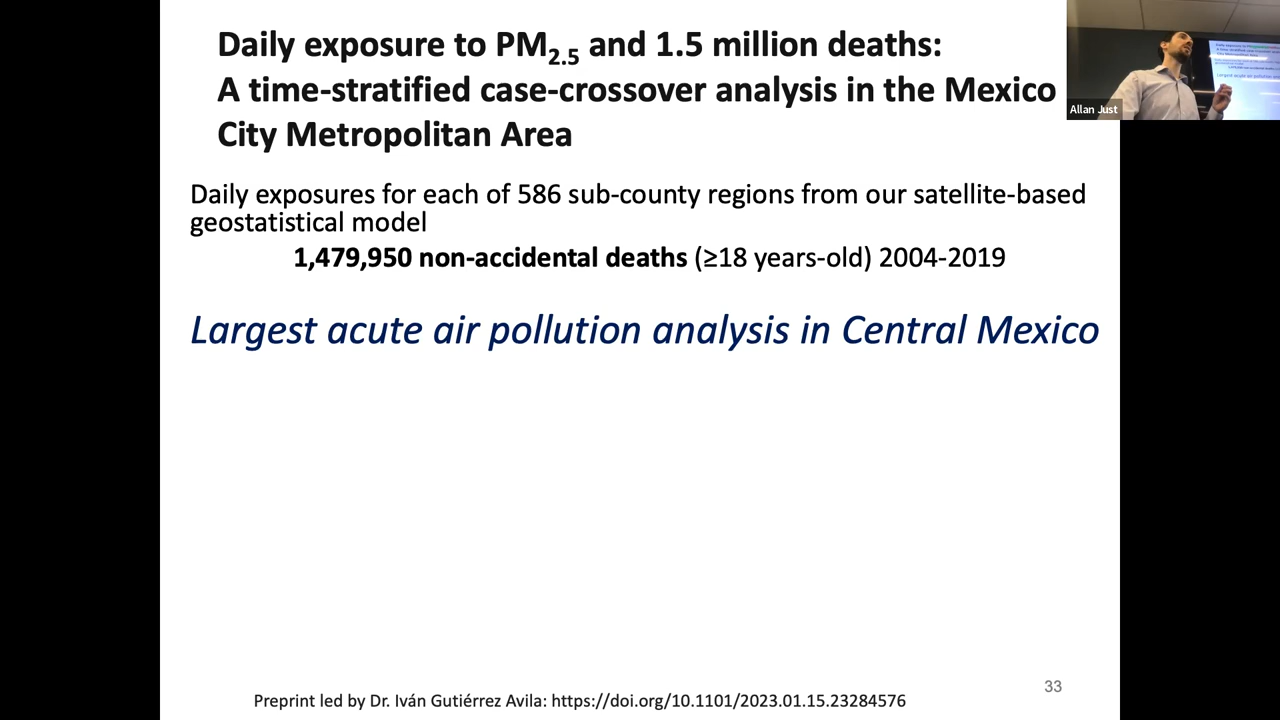 Daily exposure to PM2.5 and 1.5 million deaths:
A time-stratified case-crossover analysis in the Mexico
City Metropolitan Area
Allan Just
Daily exposures for each of 586 sub-county regions from our satellite-based
geostatistical model
1,479,950 non-accidental deaths (≥18 years-old) 2004-2019
Largest acute air pollution analysis in Central Mexico
33
Preprint led by Dr. Iván Gutiérrez Avila: https://doi.org/10.1101/2023.01.15.23284576